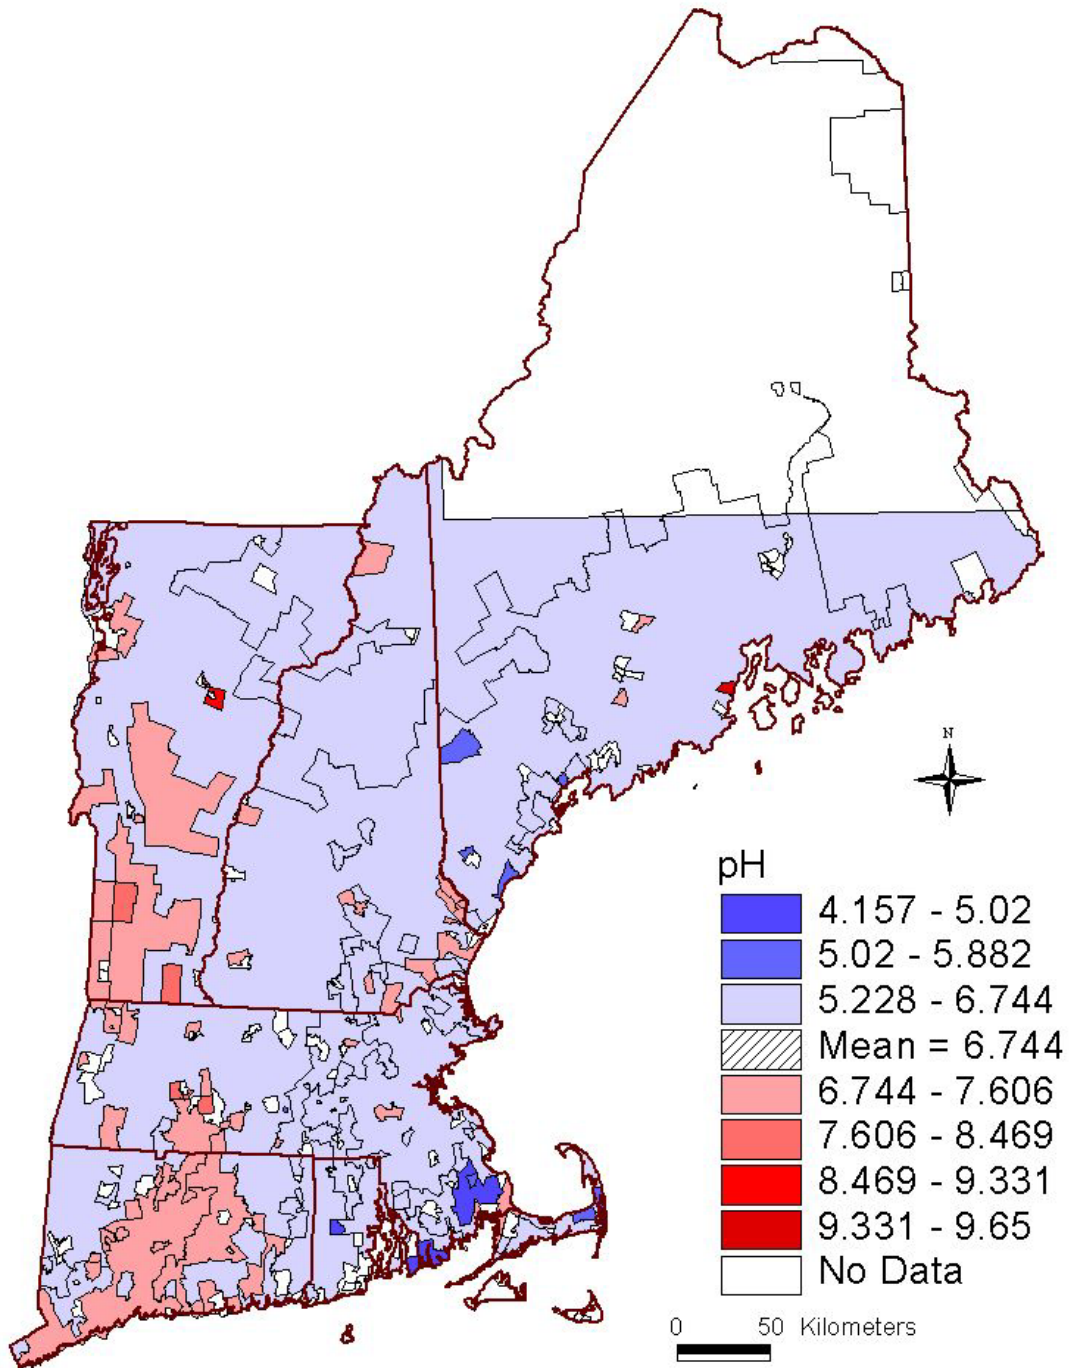 N
pH
4.157 - 5.02
5.02 - 5.882
5.228 - 6.744
Mean = 6.744
6.744 - 7.606
7.606 - 8.469
8.469 - 9.331
9.331 - 9.65
No Data
0 50 Kilometers